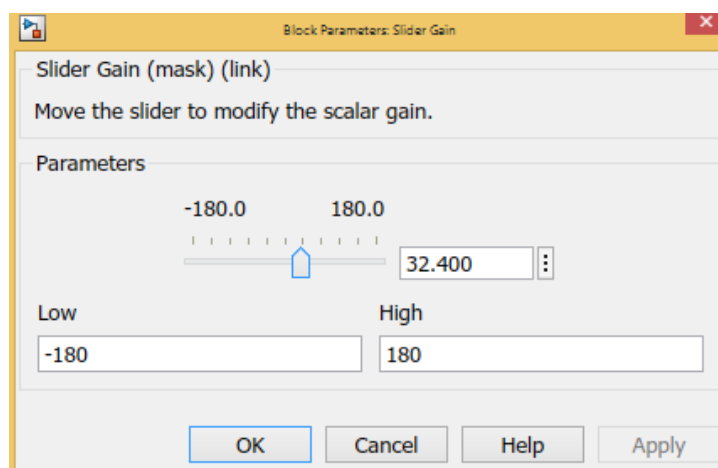 Block Parameters: Slider Gain
Slider Gain (mask) (link)
Move the slider to modify the scalar gain.
Parameters
-180.0 180.0
32.400
Low High
-180 180
OK Cancel Help Apply